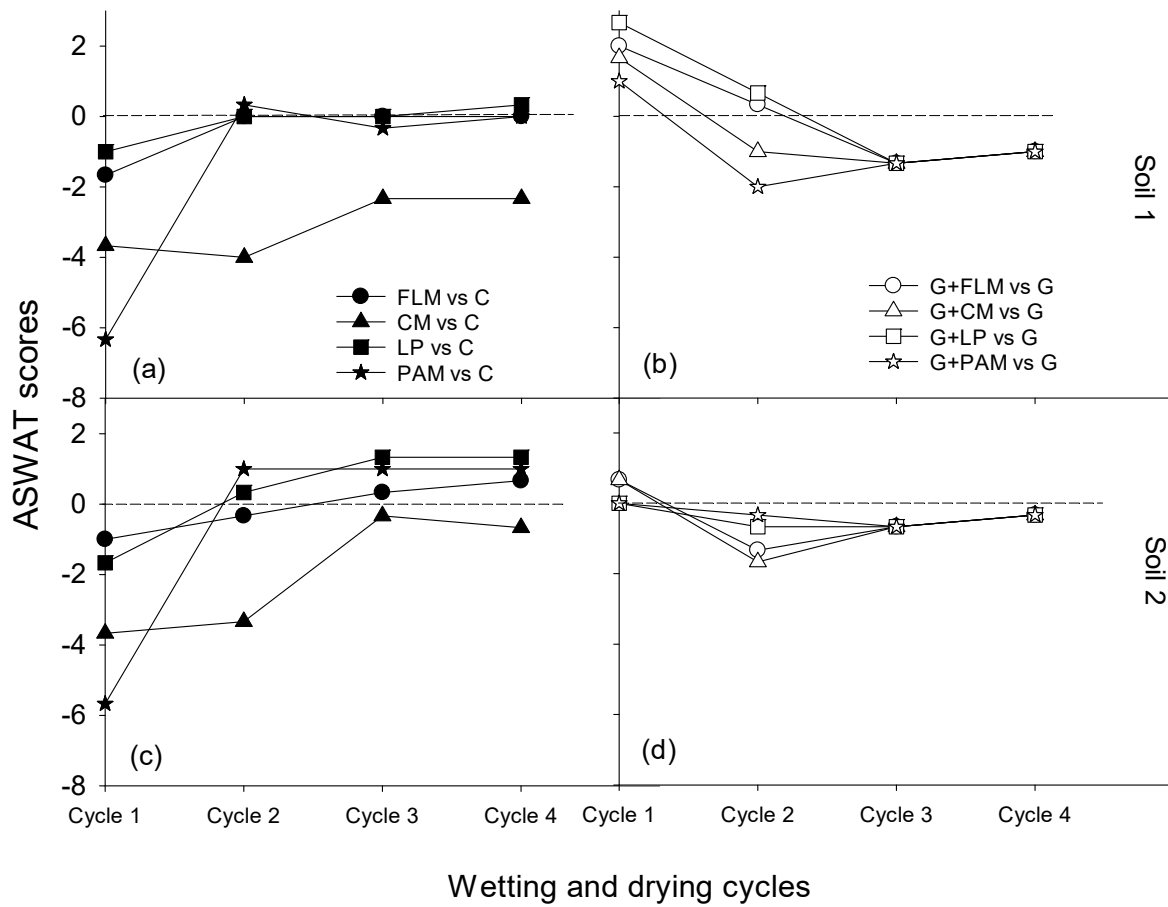 2
0
-2
-4
-6
-8
FLM vs C
CM vs C
LP vs C
PAM vs C
(a)
G+FLM vs G
G+CM vs G
G+LP vs G
G+PAM vs G
(b)
Soil 1
ASWAT scores
2
0
-2
-4
-6
-8
(c)
(d)
Soil 2
Cycle 1 Cycle 2 Cycle 3 Cycle 4
Cycle 1 Cycle 2 Cycle 3 Cycle 4
Wetting and drying cycles